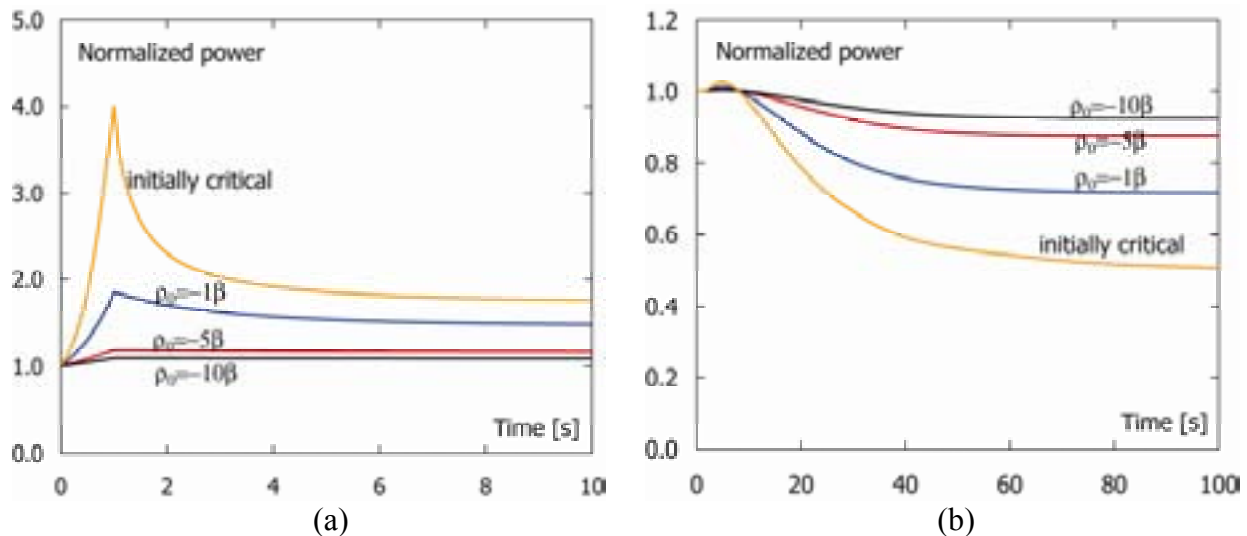 5.0
Normalized power
4.0
initially critical
3.0
2.0
ρ₀=−1β
ρ₀=−5β
1.0
ρ₀=−10β
Time [s]
0.0
0 2 4 6 8 10
(a)
1.2
Normalized power
1.0
ρ₀=−10β
ρ₀=−5β
0.8
ρ₀=−1β
0.6
initially critical
0.4
0.2
Time [s]
0.0
0 20 40 60 80 100
(b)